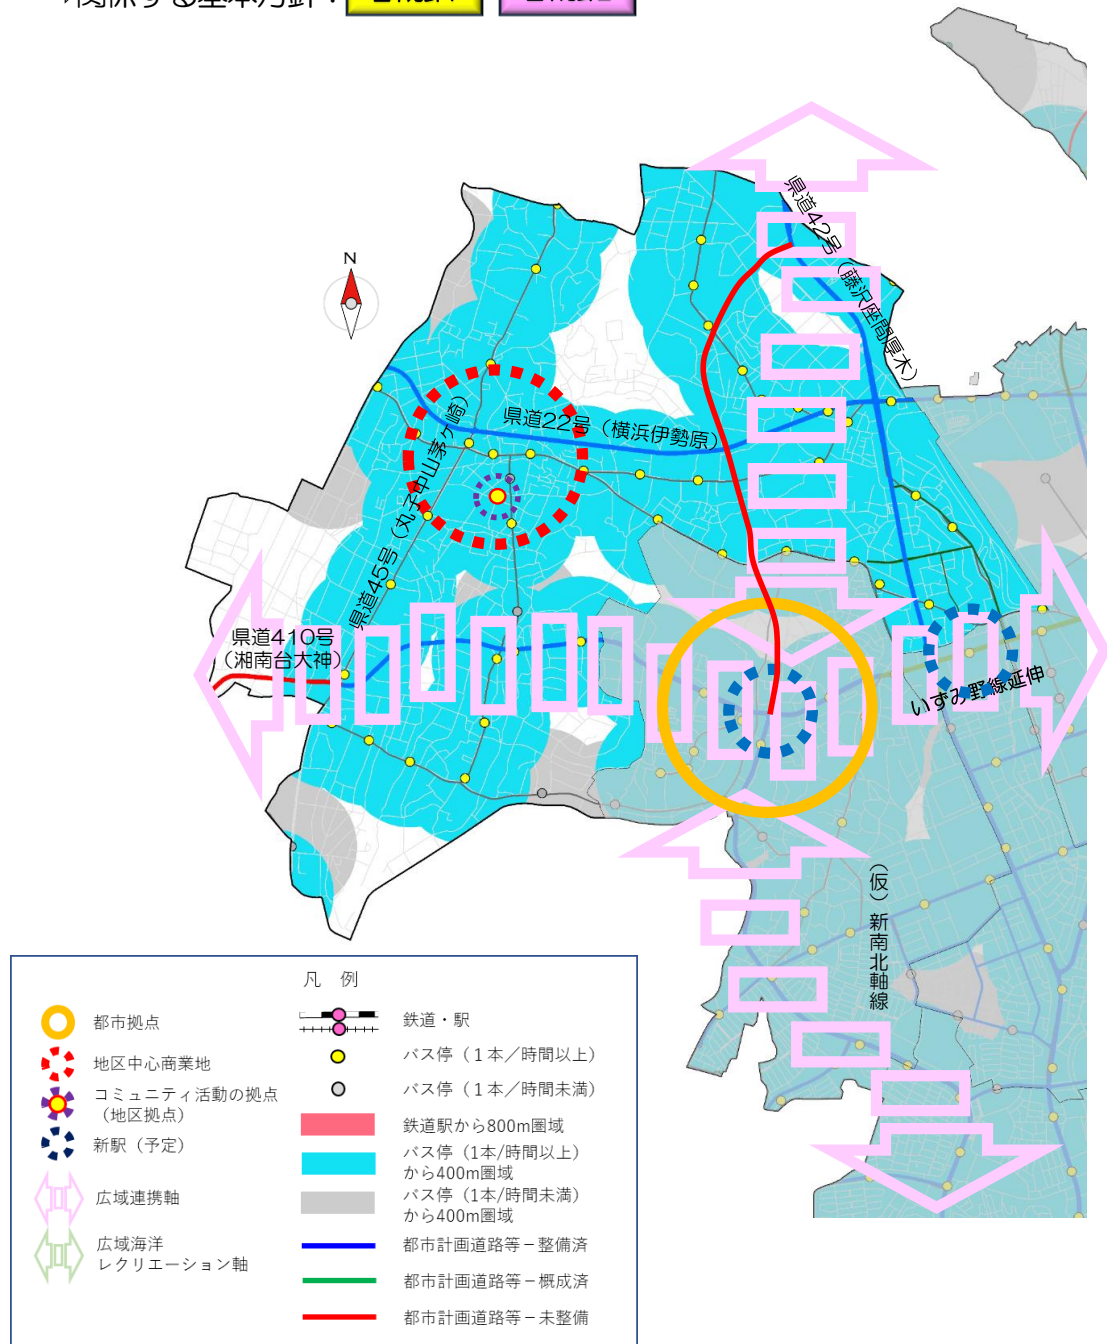 関係する基本方針：
N
県道42号（藤沢座間厚木）
県道22号（横浜伊勢原）
県道45号（丸子中山茅ケ崎）
県道410号
（湘南台大神）
いずみ野線延伸
（仮）新南北軸線
凡　例
都市拠点
地区中心商業地
コミュニティ活動の拠点
（地区拠点）
新駅（予定）
広域連携軸
広域海洋
レクリエーション軸
鉄道・駅
バス停（１本／時間以上）
バス停（１本／時間未満）
鉄道駅から800m圏域
バス停（1本/時間以上）
から400m圏域
バス停（1本/時間未満）
から400m圏域
都市計画道路等－整備済
都市計画道路等－概成済
都市計画道路等－未整備